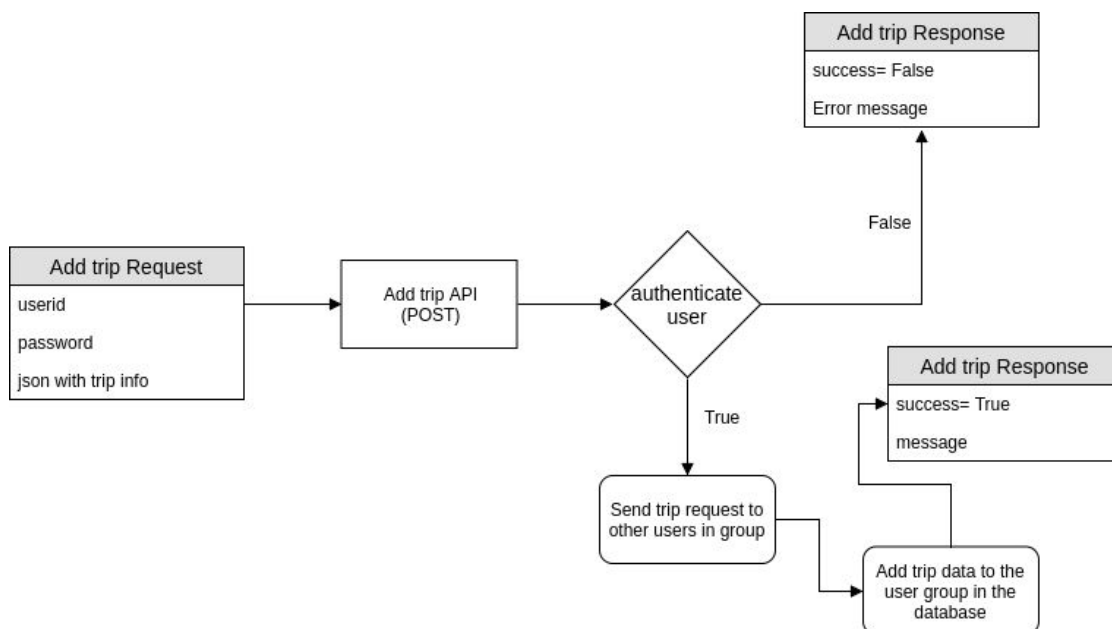 Add trip Response
success= False
Error message
False
Add trip Request
userid
password
json with trip info
Add trip API
(POST)
authenticate
user
True
Add trip Response
success= True
message
Send trip request to
other users in group
Add trip data to the
user group in the
database